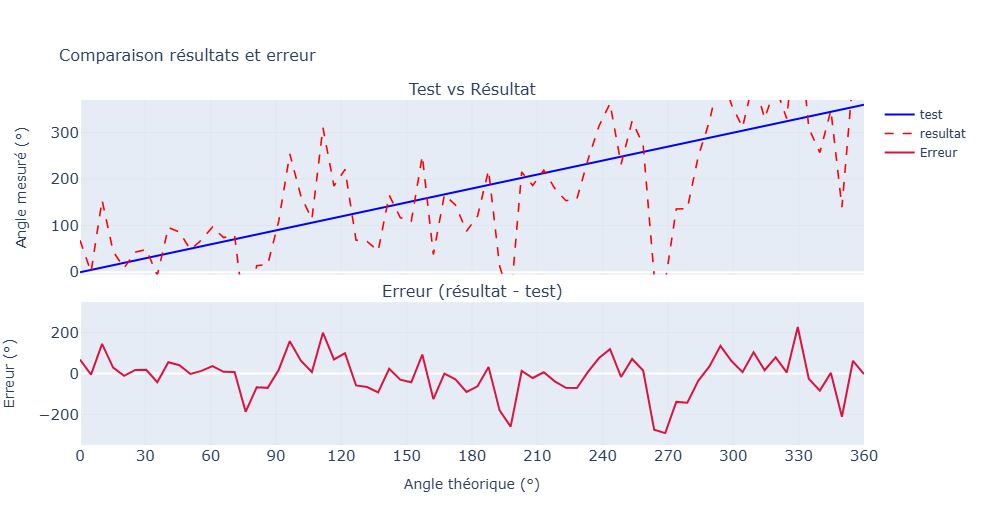 Comparaison résultats et erreur
Test vs Résultat
test
resultat
Erreur
Angle mesuré (°)
300
200
100
0
Erreur (résultat - test)
Erreur (°)
200
0
−200
0 30 60 90 120 150 180 210 240 270 300 330 360
Angle théorique (°)